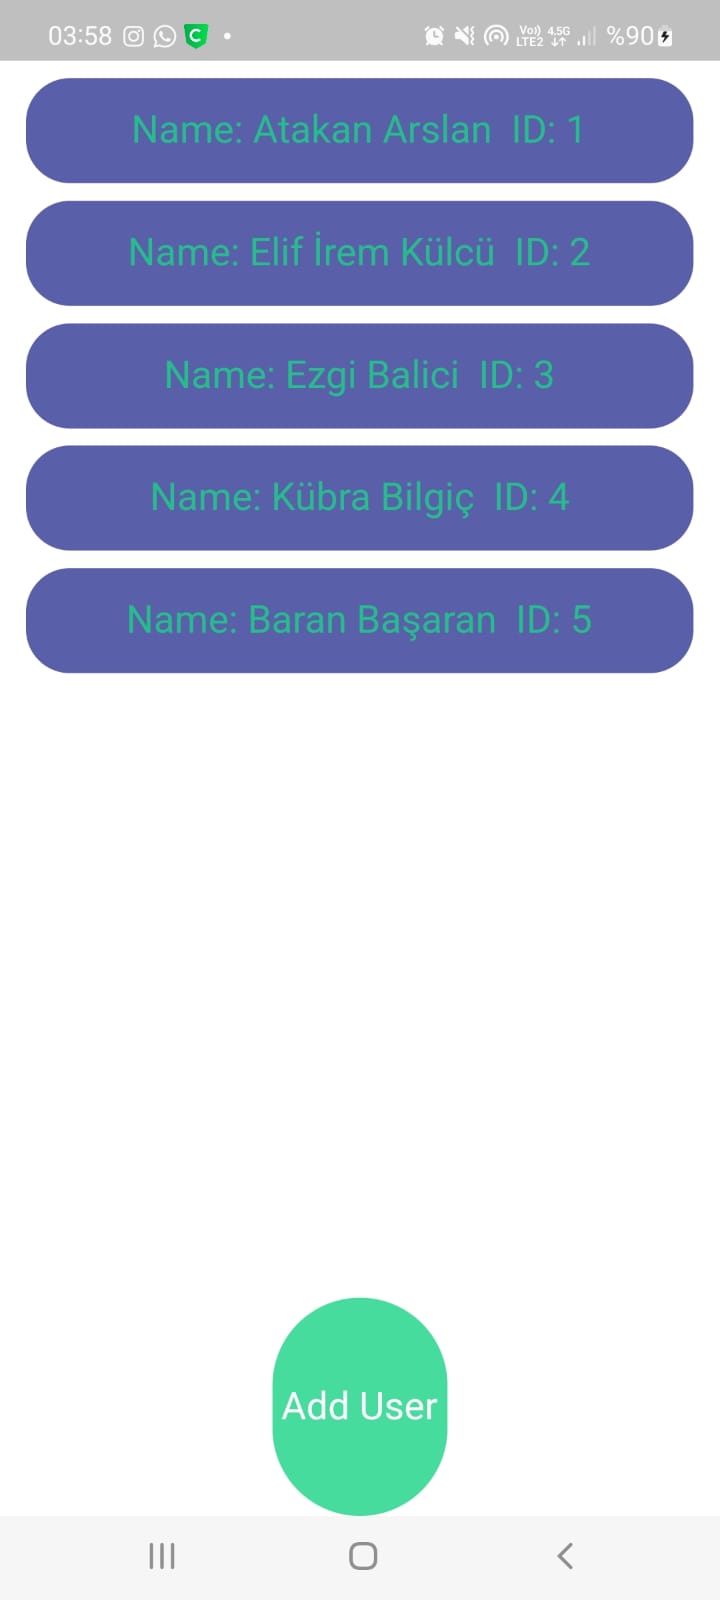 03:58 Vo)) 4.5G LTE2 %90
Name: Atakan Arslan  ID: 1
Name: Elif İrem Külcü  ID: 2
Name: Ezgi Balici  ID: 3
Name: Kübra Bilgiç  ID: 4
Name: Baran Başaran  ID: 5
Add User